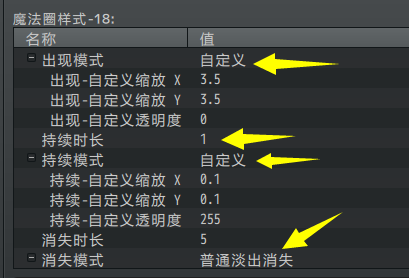 魔法圈样式-18:
名称 值
出现模式 自定义
出现-自定义缩放 X 3.5
出现-自定义缩放 Y 3.5
出现-自定义透明度 0
持续时长 1
持续模式 自定义
持续-自定义缩放 X 0.1
持续-自定义缩放 Y 0.1
持续-自定义透明度 255
消失时长 5
消失模式 普通淡出消失